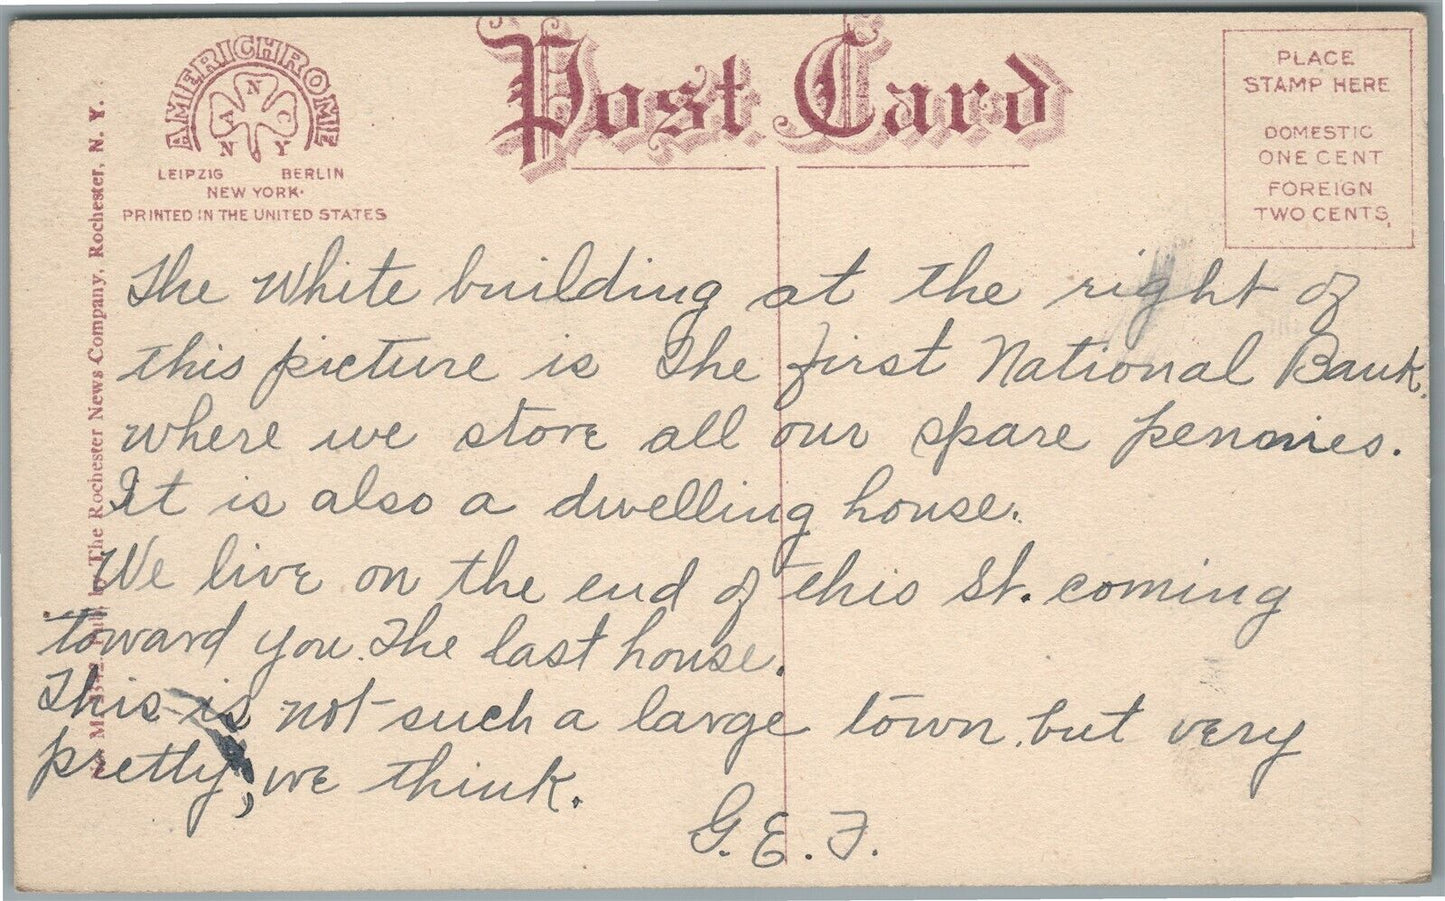 AMERICHROME
A N C
N Y
LEIPZIG BERLIN
NEW YORK.
PRINTED IN THE UNITED STATES
Post Card
PLACE
STAMP HERE
DOMESTIC
ONE CENT
FOREIGN
TWO CENTS
by The Rochester News Company, Rochester, N. Y.
The White building at the right of
this picture is The first National Bank.
where we store all our spare pennies.
It is also a dwelling house.
We live on the end of this St. coming
toward you. The last house.
This is not such a large town, but very
pretty, we think.
G. E. F.